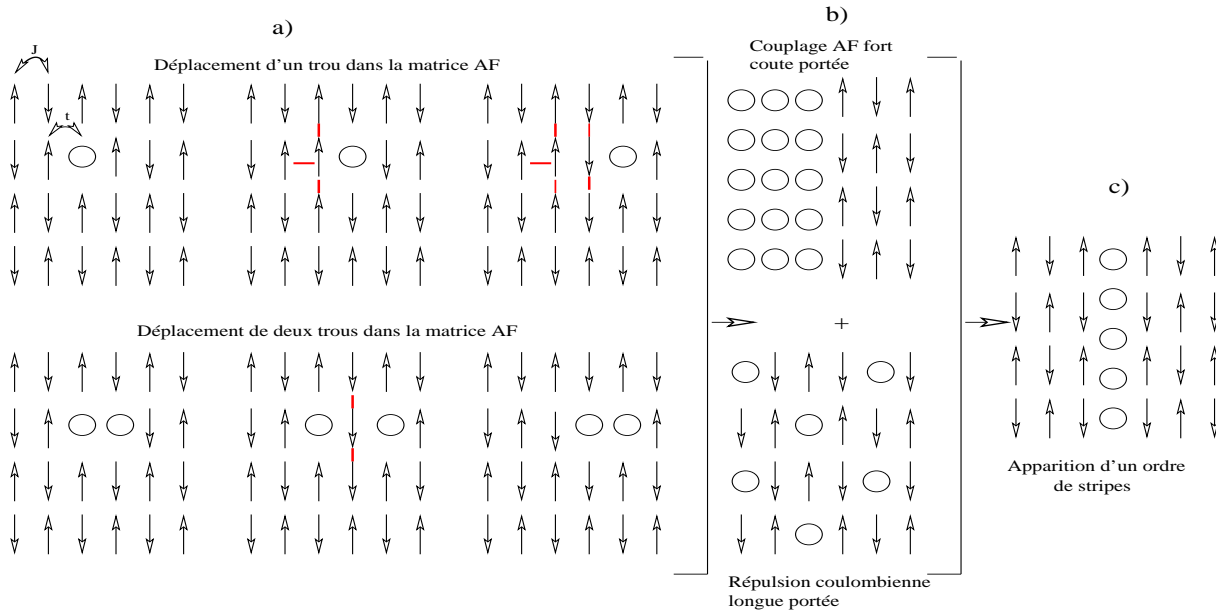 a)
J
Déplacement d'un trou dans la matrice AF
t
Déplacement de deux trous dans la matrice AF
b)
Couplage AF fort
coute portée
+
Répulsion coulombienne
longue portée
c)
Apparition d'un ordre
de stripes